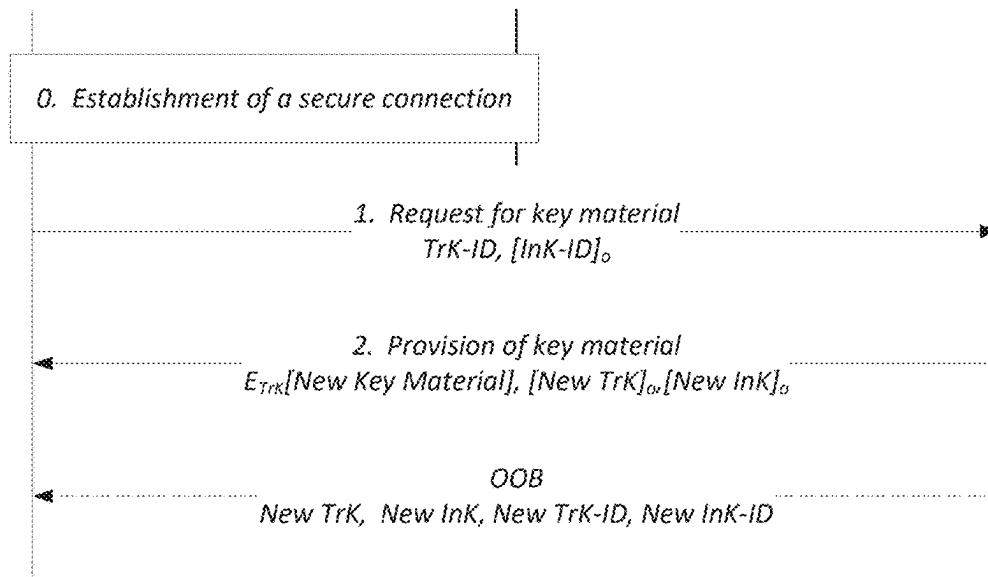 0. Establishment of a secure connection
1. Request for key material
TrK-ID, [InK-ID]ₒ
2. Provision of key material
E_TrK[New Key Material], [New TrK]ₒ,[New InK]ₒ
OOB
New TrK, New InK, New TrK-ID, New InK-ID